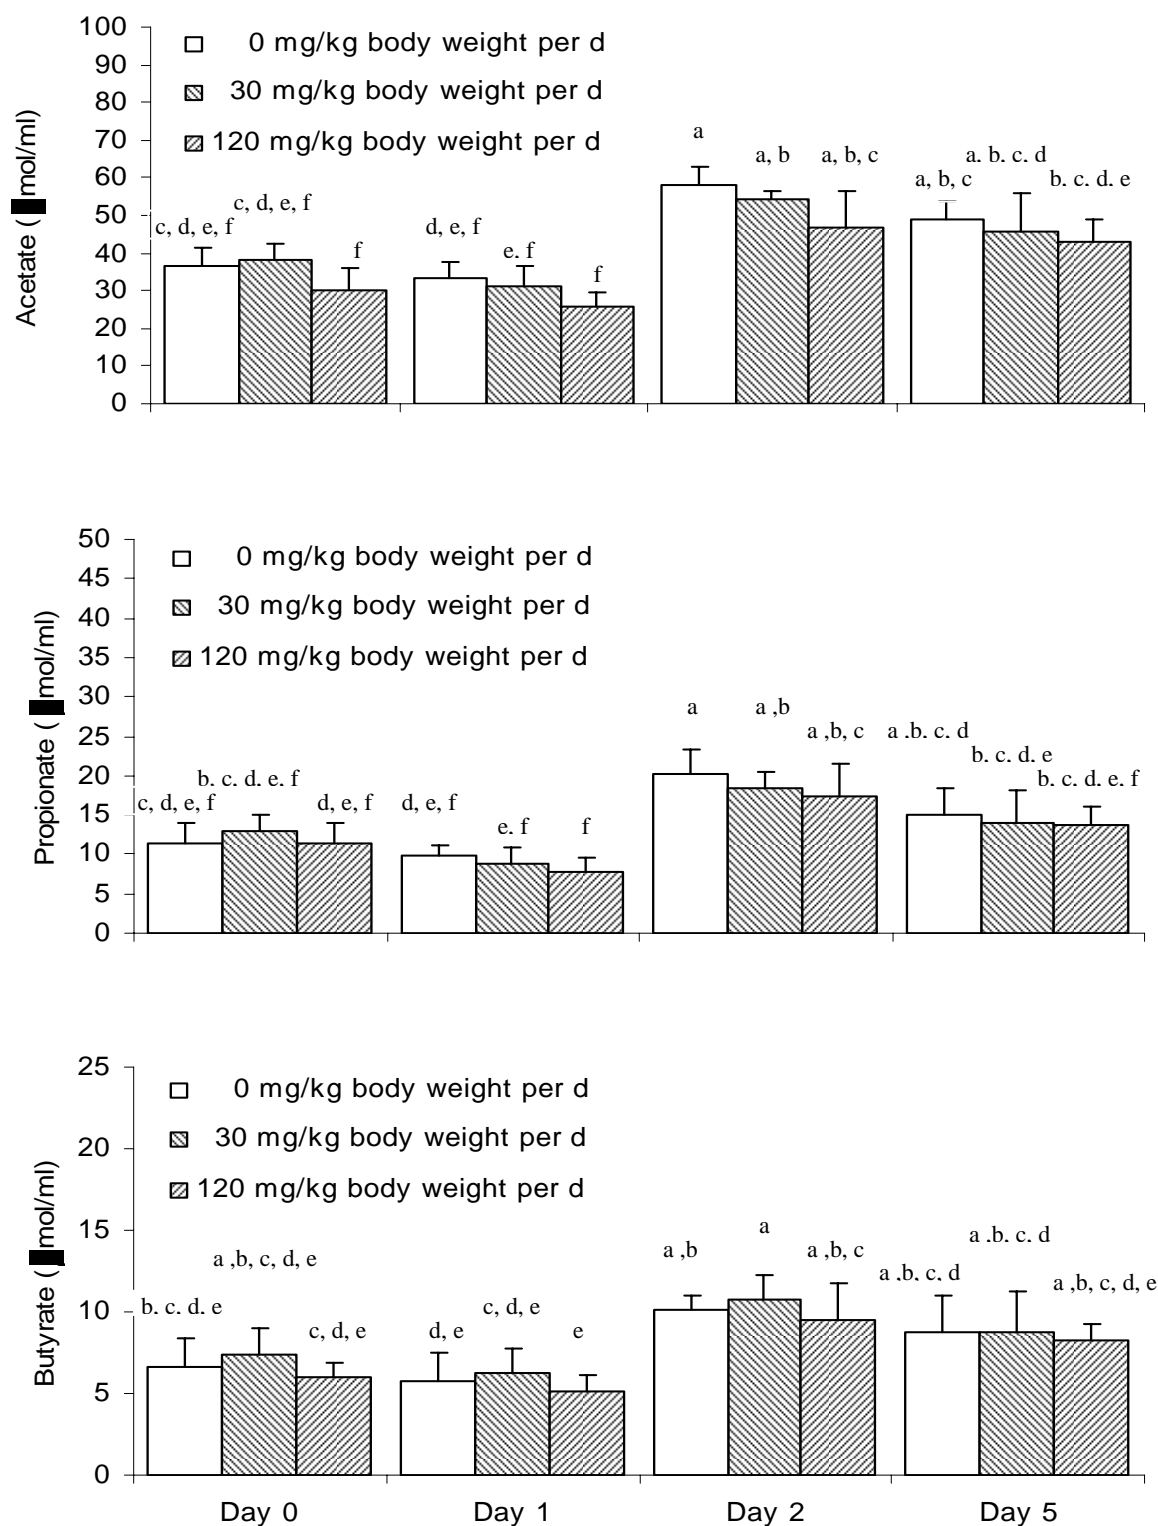 100
90
80
70
60
50
40
30
20
10
0
Acetate (█mol/ml)
0 mg/kg body weight per d
30 mg/kg body weight per d
120 mg/kg body weight per d
c, d, e, f
c, d, e, f
f
d, e, f
e, f
f
a
a, b
a, b, c
a, b, c
a, b, c, d
b, c, d, e
50
45
40
35
30
25
20
15
10
5
0
Propionate (█mol/ml)
0 mg/kg body weight per d
30 mg/kg body weight per d
120 mg/kg body weight per d
c, d, e, f
b, c, d, e, f
d, e, f
d, e, f
e, f
f
a
a ,b
a ,b, c
a ,b, c, d
b, c, d, e
b, c, d, e, f
25
20
15
10
5
0
Butyrate (█mol/ml)
0 mg/kg body weight per d
30 mg/kg body weight per d
120 mg/kg body weight per d
b, c, d, e
a ,b, c, d, e
c, d, e
d, e
c, d, e
e
a ,b
a
a ,b, c
a ,b, c, d
a ,b, c, d
a ,b, c, d, e
Day 0
Day 1
Day 2
Day 5